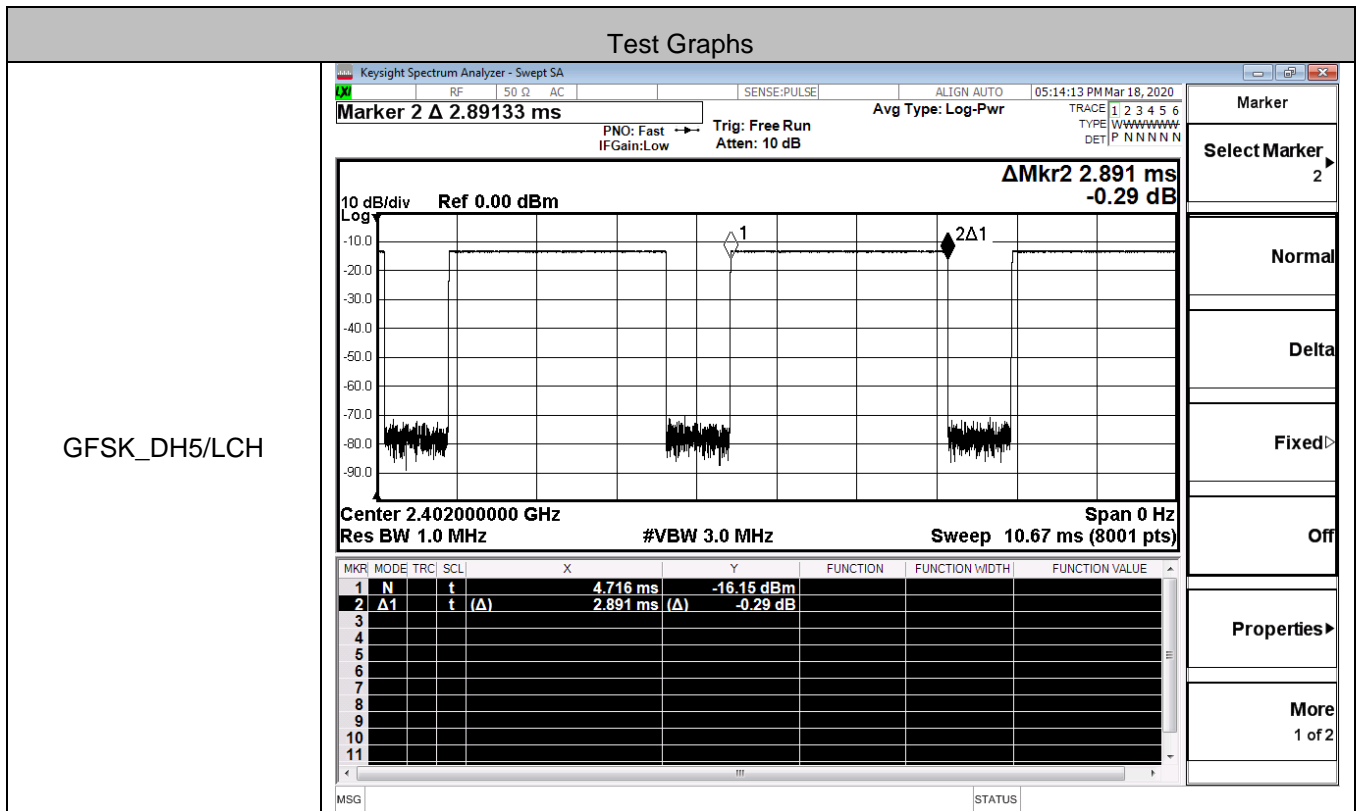 Test Graphs
GFSK_DH5/LCH
Keysight Spectrum Analyzer - Swept SA
LXI RF 50 Ω AC SENSE:PULSE ALIGN AUTO 05:14:13 PM Mar 18, 2020
Marker 2 Δ 2.89133 ms
PNO: Fast
IFGain:Low
Trig: Free Run
Atten: 10 dB
Avg Type: Log-Pwr
TRACE 1 2 3 4 5 6
TYPE WWWWWW
DET P N N N N N
ΔMkr2 2.891 ms
-0.29 dB
10 dB/div Ref 0.00 dBm
Log
-10.0
-20.0
-30.0
-40.0
-50.0
-60.0
-70.0
-80.0
-90.0
1
2Δ1
Center 2.402000000 GHz Span 0 Hz
Res BW 1.0 MHz #VBW 3.0 MHz Sweep 10.67 ms (8001 pts)
MKR MODE TRC SCL X Y FUNCTION FUNCTION WIDTH FUNCTION VALUE
1 N t 4.716 ms -16.15 dBm
2 Δ1 t (Δ) 2.891 ms (Δ) -0.29 dB
3
4
5
6
7
8
9
10
11
MSG STATUS
Marker
Select Marker
2
Normal
Delta
Fixed
Off
Properties
More
1 of 2